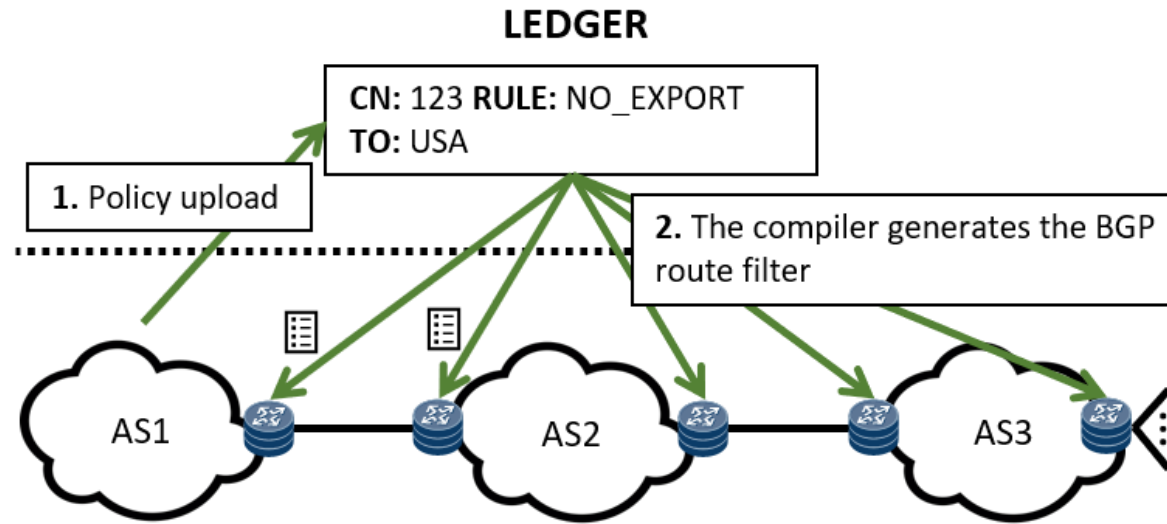 LEDGER
CN: 123 RULE: NO_EXPORT
TO: USA
1. Policy upload
2. The compiler generates the BGP
route filter
AS1
AS2
AS3